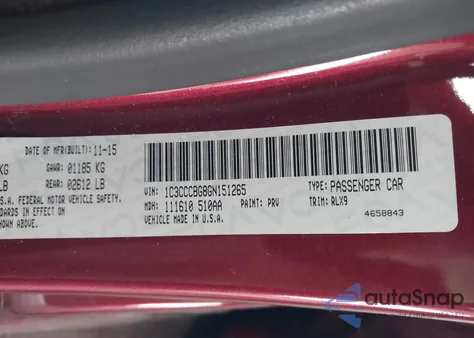 DATE OF MFR(BUILT): 11-15
KG GAWR: 01185 KG
LB REAR: 02612 LB
.S.A. FEDERAL MOTOR VEHICLE SAFETY,
NDARDS IN EFFECT ON
HOWN ABOVE.
VIN: 1C3CCCBG8GN151265
TYPE: PASSENGER CAR
MDH: 111610 510AA
PAINT: PRV
TRIM: RLX9
VEHICLE MADE IN U.S.A.
4658843
autoSnap